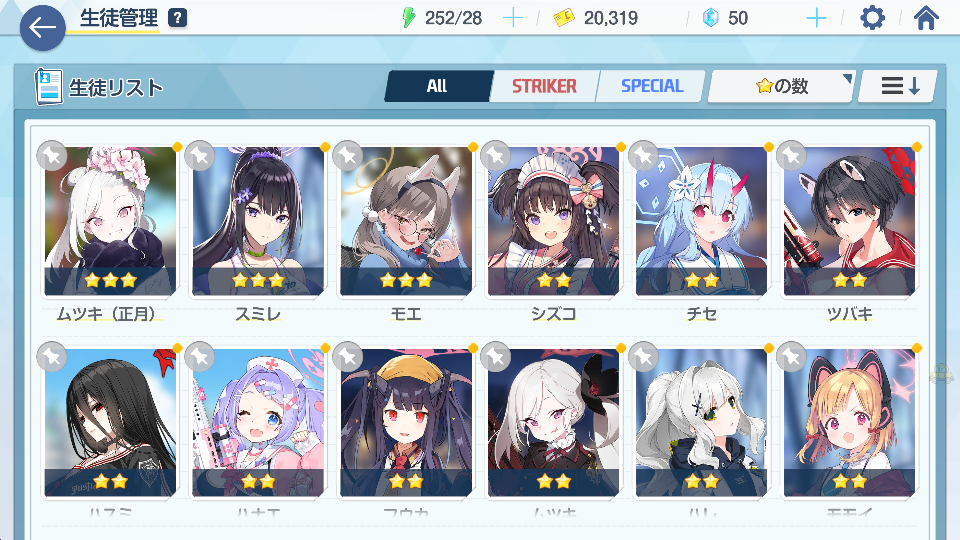 生徒管理 ? 252/28 20,319 50
生徒リスト All STRIKER SPECIAL の数
ムツキ（正月） スミレ モエ シズコ チセ ツバキ
ハスミ ハナエ フウカ ムツキ ハレ モモイ